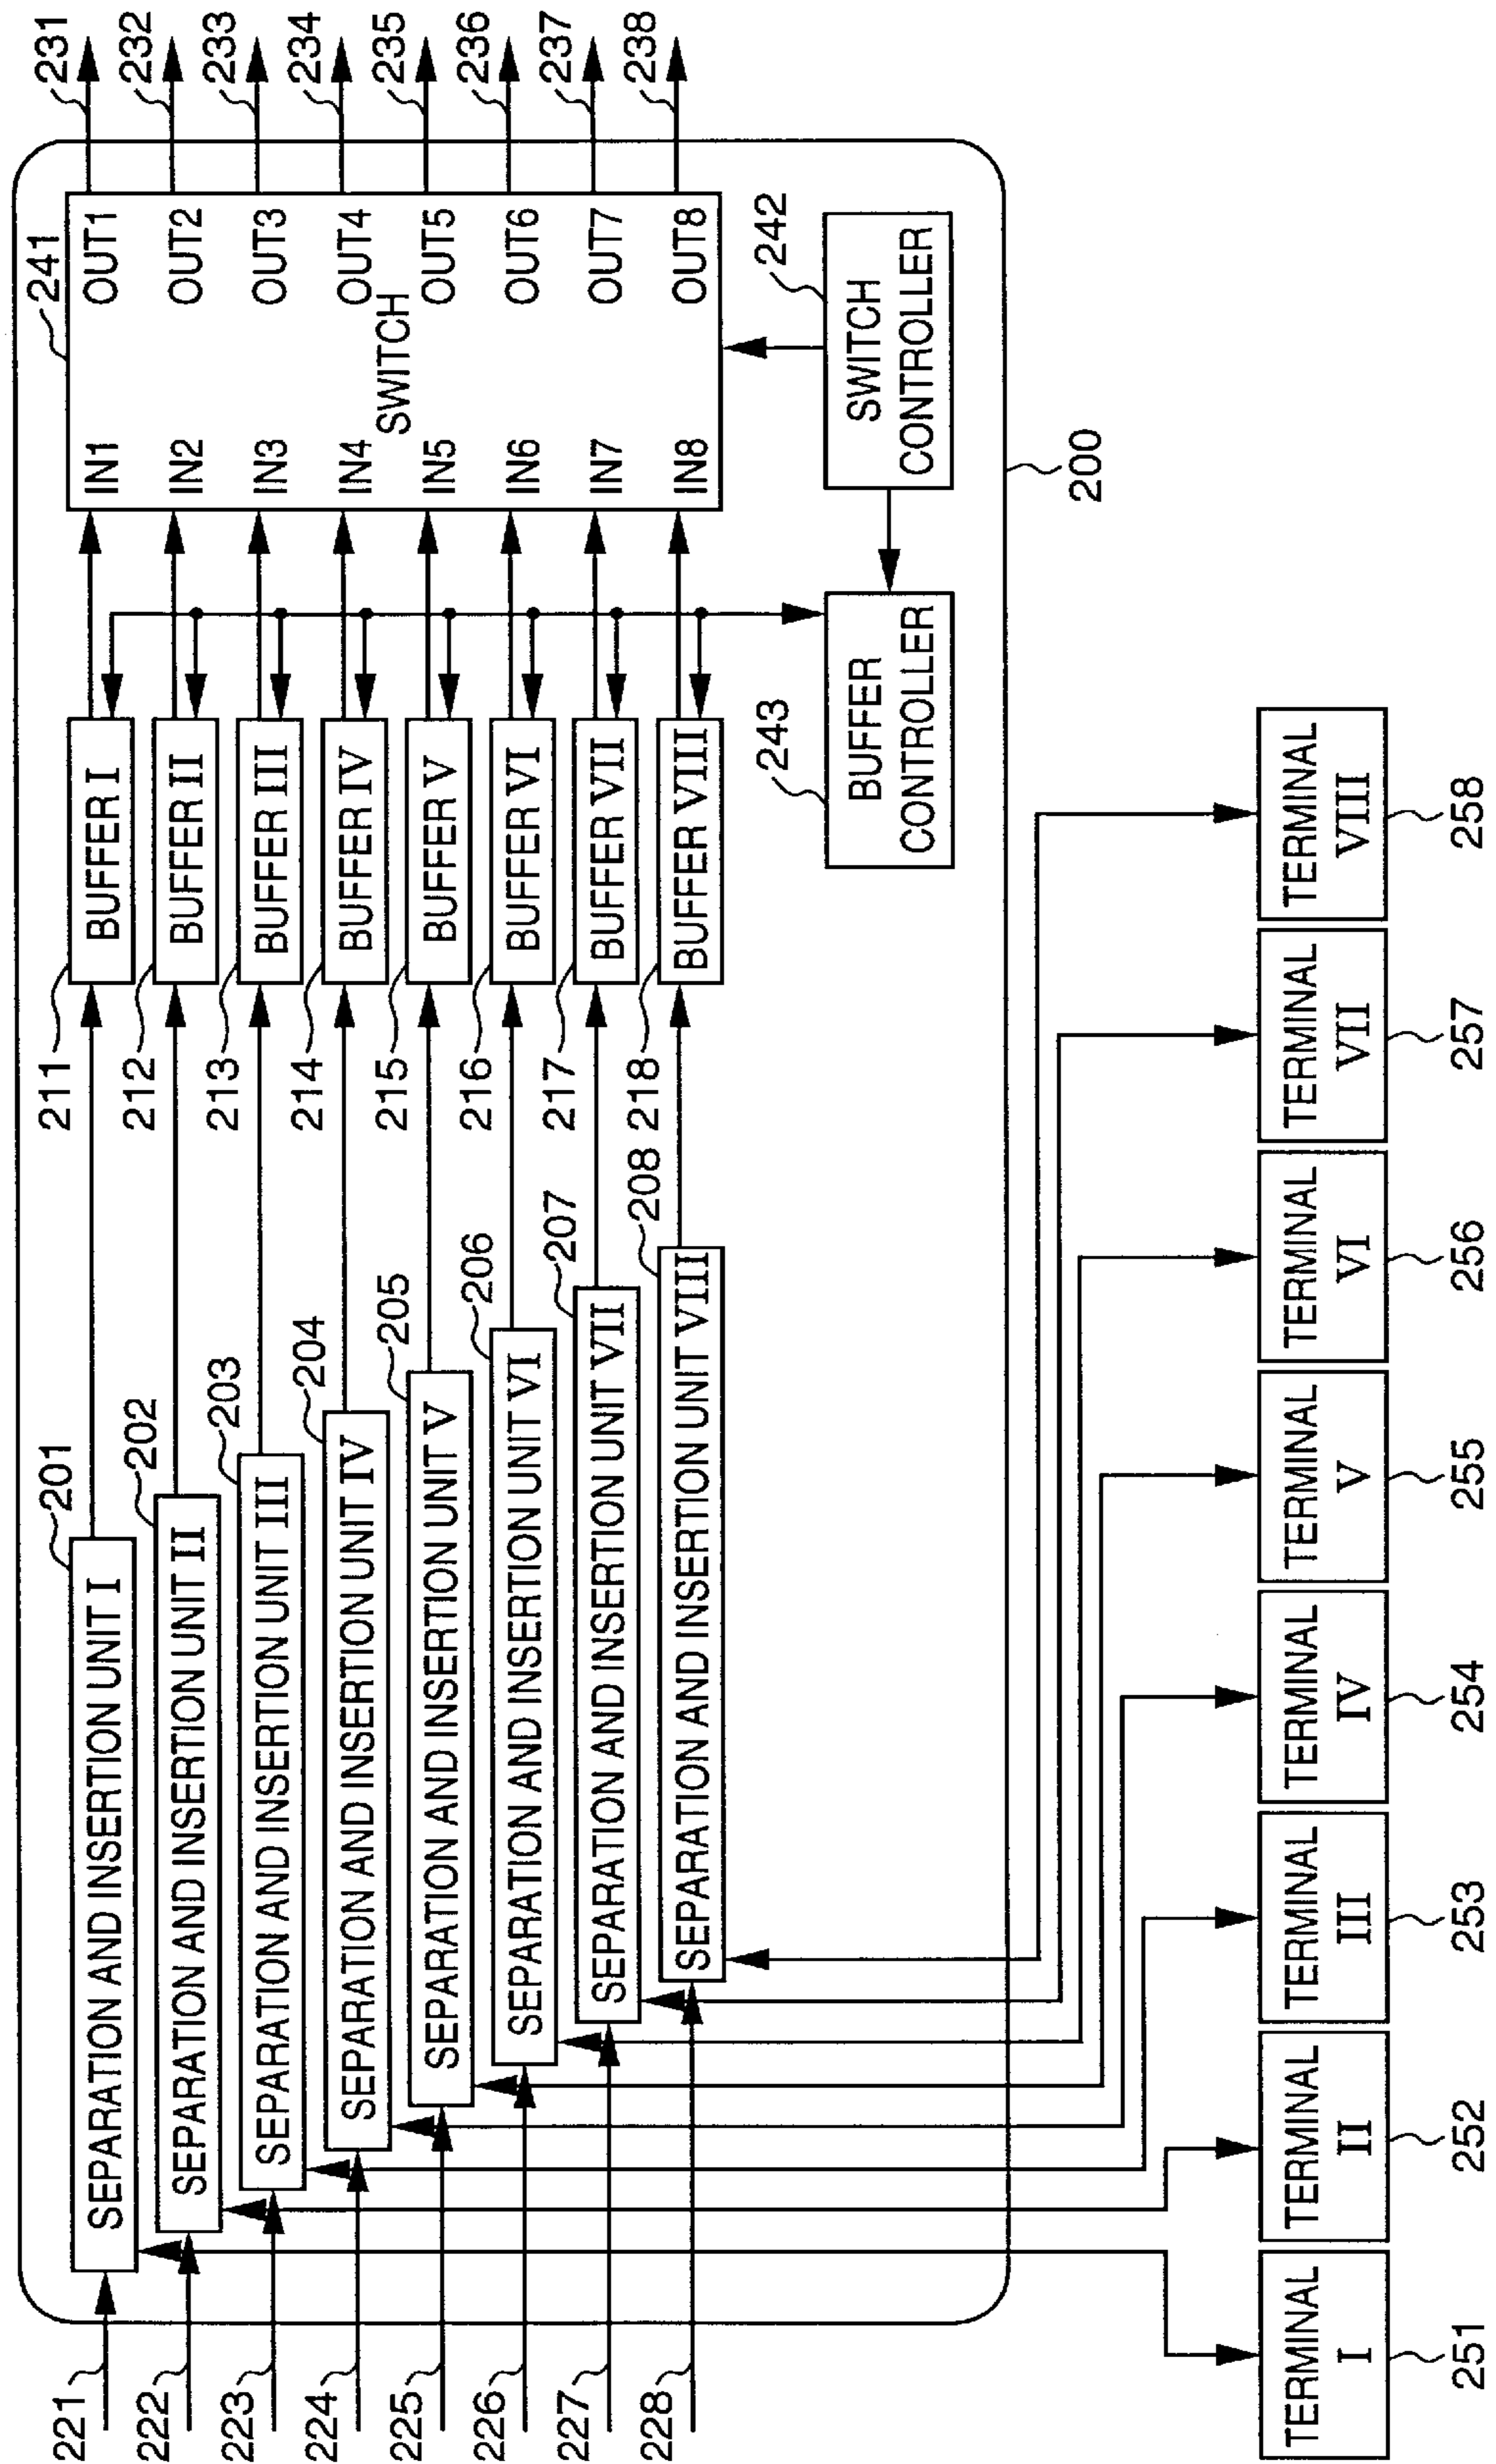 221
222
223
224
225
226
227
228
SEPARATION AND INSERTION UNIT I
201
SEPARATION AND INSERTION UNIT II
202
SEPARATION AND INSERTION UNIT III
203
SEPARATION AND INSERTION UNIT IV
204
SEPARATION AND INSERTION UNIT V
205
SEPARATION AND INSERTION UNIT VI
206
SEPARATION AND INSERTION UNIT VII
207
SEPARATION AND INSERTION UNIT VIII
208
211
BUFFER I
212
BUFFER II
213
BUFFER III
214
BUFFER IV
215
BUFFER V
216
BUFFER VI
217
BUFFER VII
218
BUFFER VIII
241
IN1 OUT1
IN2 OUT2
IN3 OUT3
IN4 OUT4
SWITCH
IN5 OUT5
IN6 OUT6
IN7 OUT7
IN8 OUT8
231
232
233
234
235
236
237
238
243
BUFFER
CONTROLLER
242
SWITCH
CONTROLLER
200
TERMINAL
I
251
TERMINAL
II
252
TERMINAL
III
253
TERMINAL
IV
254
TERMINAL
V
255
TERMINAL
VI
256
TERMINAL
VII
257
TERMINAL
VIII
258